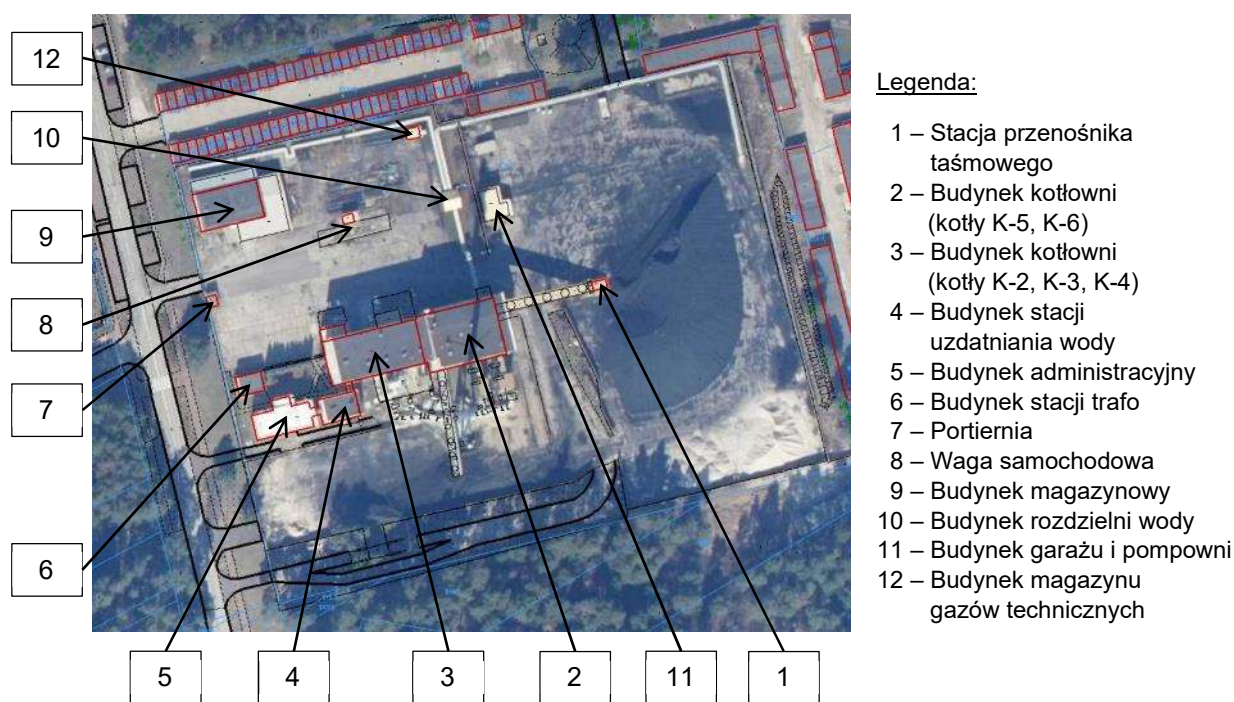 12
10
9
8
7
6
5
4
3
2
11
1
Legenda:
1 – Stacja przenośnika
taśmowego
2 – Budynek kotłowni
(kotły K-5, K-6)
3 – Budynek kotłowni
(kotły K-2, K-3, K-4)
4 – Budynek stacji
uzdatniania wody
5 – Budynek administracyjny
6 – Budynek stacji trafo
7 – Portiernia
8 – Waga samochodowa
9 – Budynek magazynowy
10 – Budynek rozdzielni wody
11 – Budynek garażu i pompowni
12 – Budynek magazynu
gazów technicznych